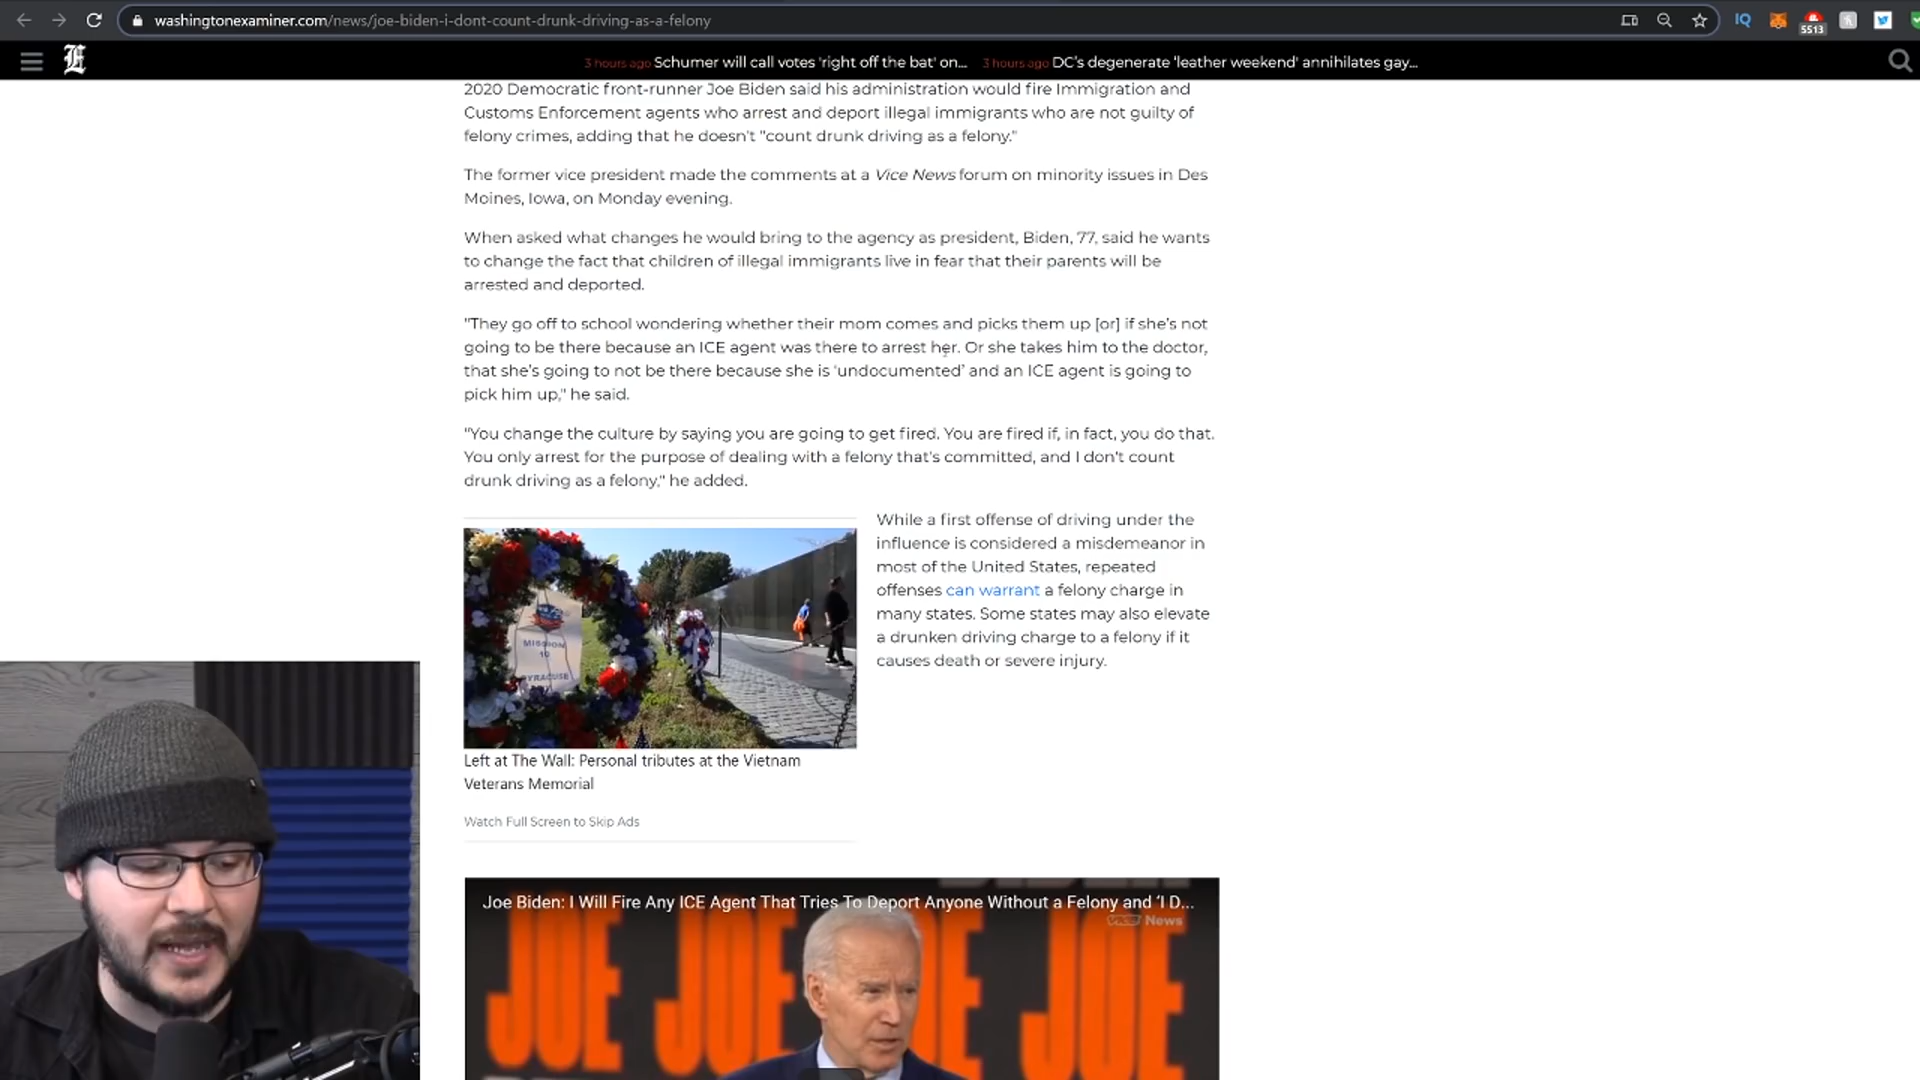 washingtonexaminer.com/news/joe-biden-i-dont-count-drunk-driving-as-a-felony
IQ
5513
E
3 hours ago Schumer will call votes 'right off the bat' on... 3 hours ago DC's degenerate 'leather weekend' annihilates gay...
2020 Democratic front-runner Joe Biden said his administration would fire Immigration and
Customs Enforcement agents who arrest and deport illegal immigrants who are not guilty of
felony crimes, adding that he doesn't "count drunk driving as a felony."
The former vice president made the comments at a Vice News forum on minority issues in Des
Moines, Iowa, on Monday evening.
When asked what changes he would bring to the agency as president, Biden, 77, said he wants
to change the fact that children of illegal immigrants live in fear that their parents will be
arrested and deported.
"They go off to school wondering whether their mom comes and picks them up [or] if she's not
going to be there because an ICE agent was there to arrest her. Or she takes him to the doctor,
that she's going to not be there because she is 'undocumented' and an ICE agent is going to
pick him up," he said.
"You change the culture by saying you are going to get fired. You are fired if, in fact, you do that.
You only arrest for the purpose of dealing with a felony that's committed, and I don't count
drunk driving as a felony," he added.
While a first offense of driving under the
influence is considered a misdemeanor in
most of the United States, repeated
offenses can warrant a felony charge in
many states. Some states may also elevate
a drunken driving charge to a felony if it
causes death or severe injury.
MISSION
10
SYRACUSE
Left at The Wall: Personal tributes at the Vietnam
Veterans Memorial
Watch Full Screen to Skip Ads
Joe Biden: I Will Fire Any ICE Agent That Tries To Deport Anyone Without a Felony and 'I D...
VICE News
JOE JOE JOE JOE